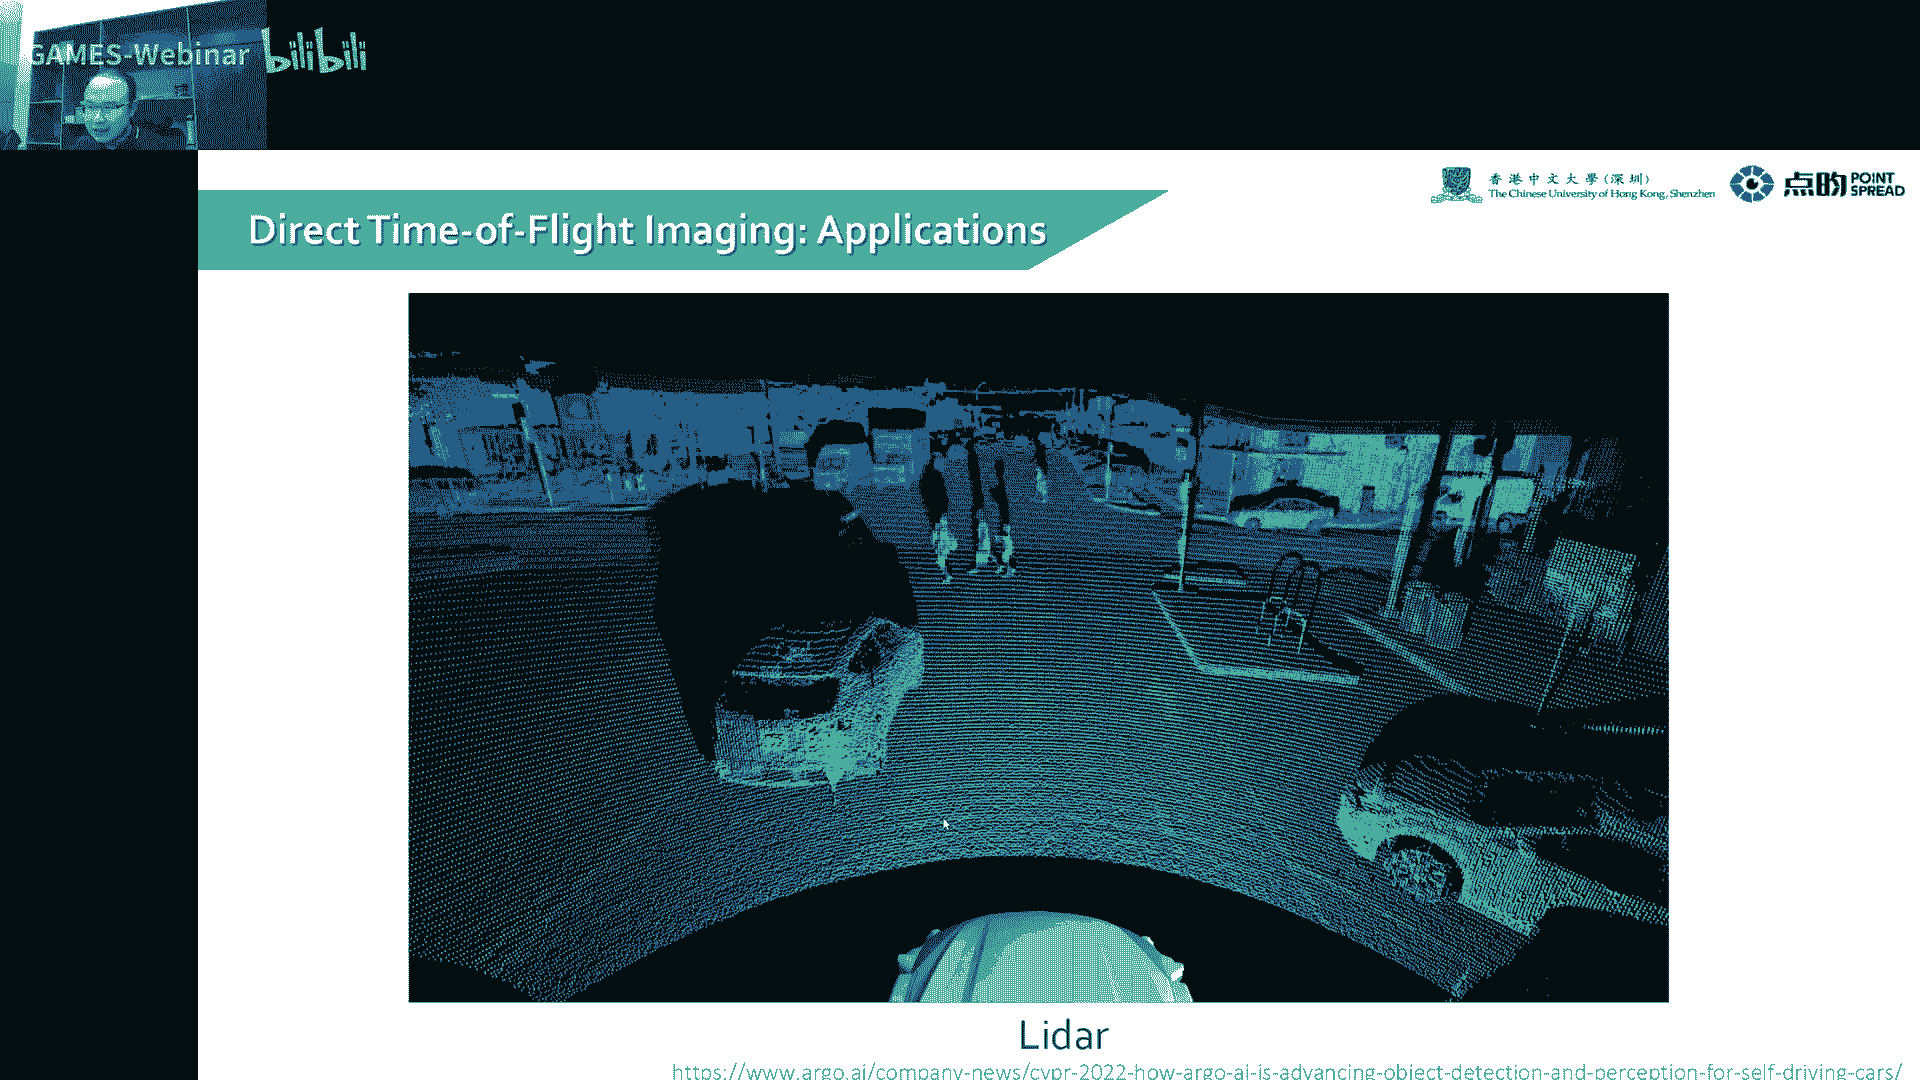 GAMES-Webinar bilibili
香港中文大學(深圳)
The Chinese University of Hong Kong, Shenzhen
点昀 POINT
SPREAD
Direct Time-of-Flight Imaging: Applications
Lidar
https://www.argo.ai/company-news/cvpr-2022-how-argo-ai-is-advancing-object-detection-and-perception-for-self-driving-cars/